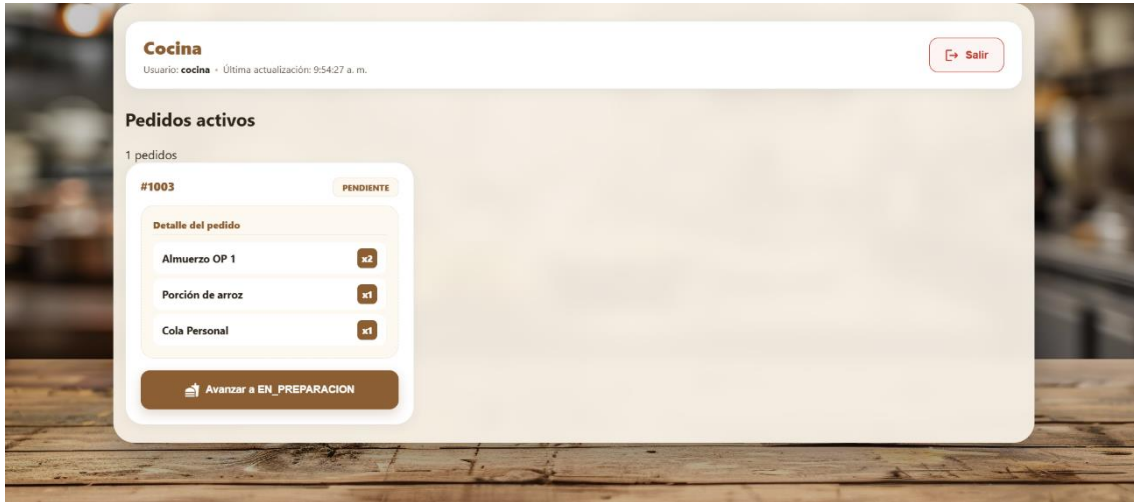 Cocina
Usuario: cocina • Última actualización: 9:54:27 a. m.
Salir
Pedidos activos
1 pedidos
#1003 PENDIENTE
Detalle del pedido
Almuerzo OP 1 x2
Porción de arroz x1
Cola Personal x1
Avanzar a EN_PREPARACION